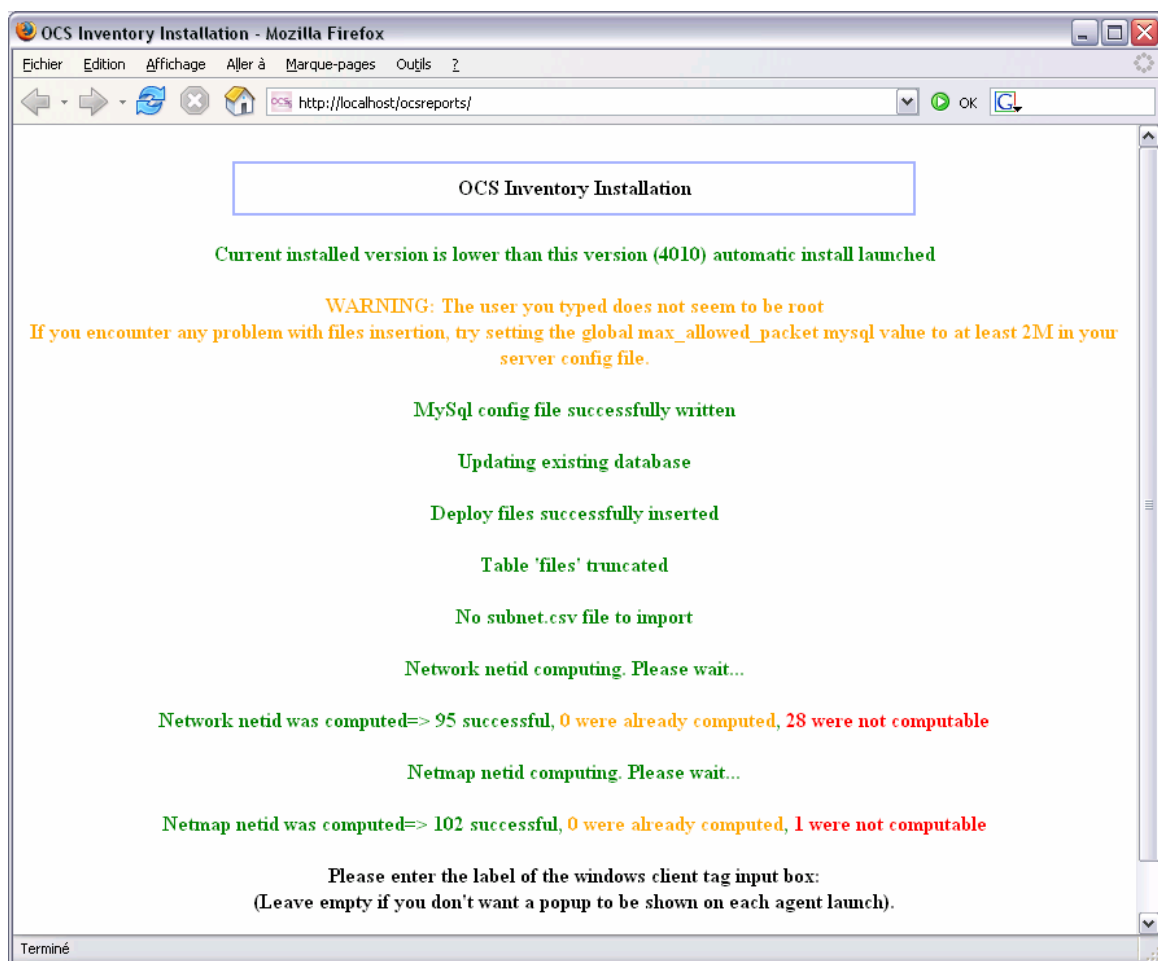 OCS Inventory Installation - Mozilla Firefox
Fichier Edition Affichage Aller à Marque-pages Outils ?
http://localhost/ocsreports/ OK G
OCS Inventory Installation
Current installed version is lower than this version (4010) automatic install launched
WARNING: The user you typed does not seem to be root
If you encounter any problem with files insertion, try setting the global max_allowed_packet mysql value to at least 2M in your
server config file.
MySql config file successfully written
Updating existing database
Deploy files successfully inserted
Table 'files' truncated
No subnet.csv file to import
Network netid computing. Please wait...
Network netid was computed=> 95 successful, 0 were already computed, 28 were not computable
Netmap netid computing. Please wait...
Netmap netid was computed=> 102 successful, 0 were already computed, 1 were not computable
Please enter the label of the windows client tag input box:
(Leave empty if you don't want a popup to be shown on each agent launch).
Terminé